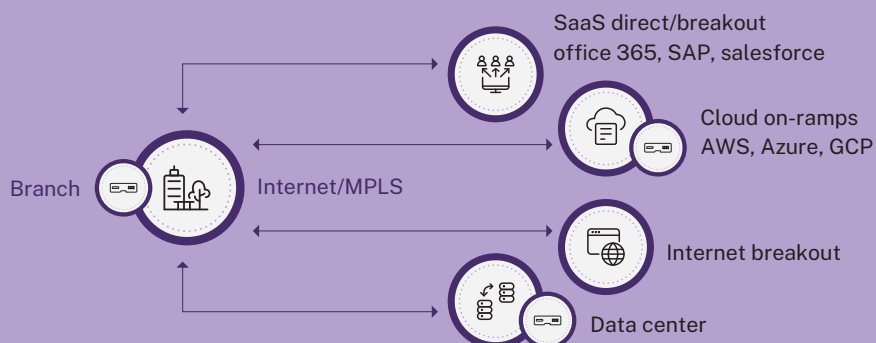 SaaS direct/breakout
office 365, SAP, salesforce
Cloud on-ramps
AWS, Azure, GCP
Branch
Internet/MPLS
Internet breakout
Data center